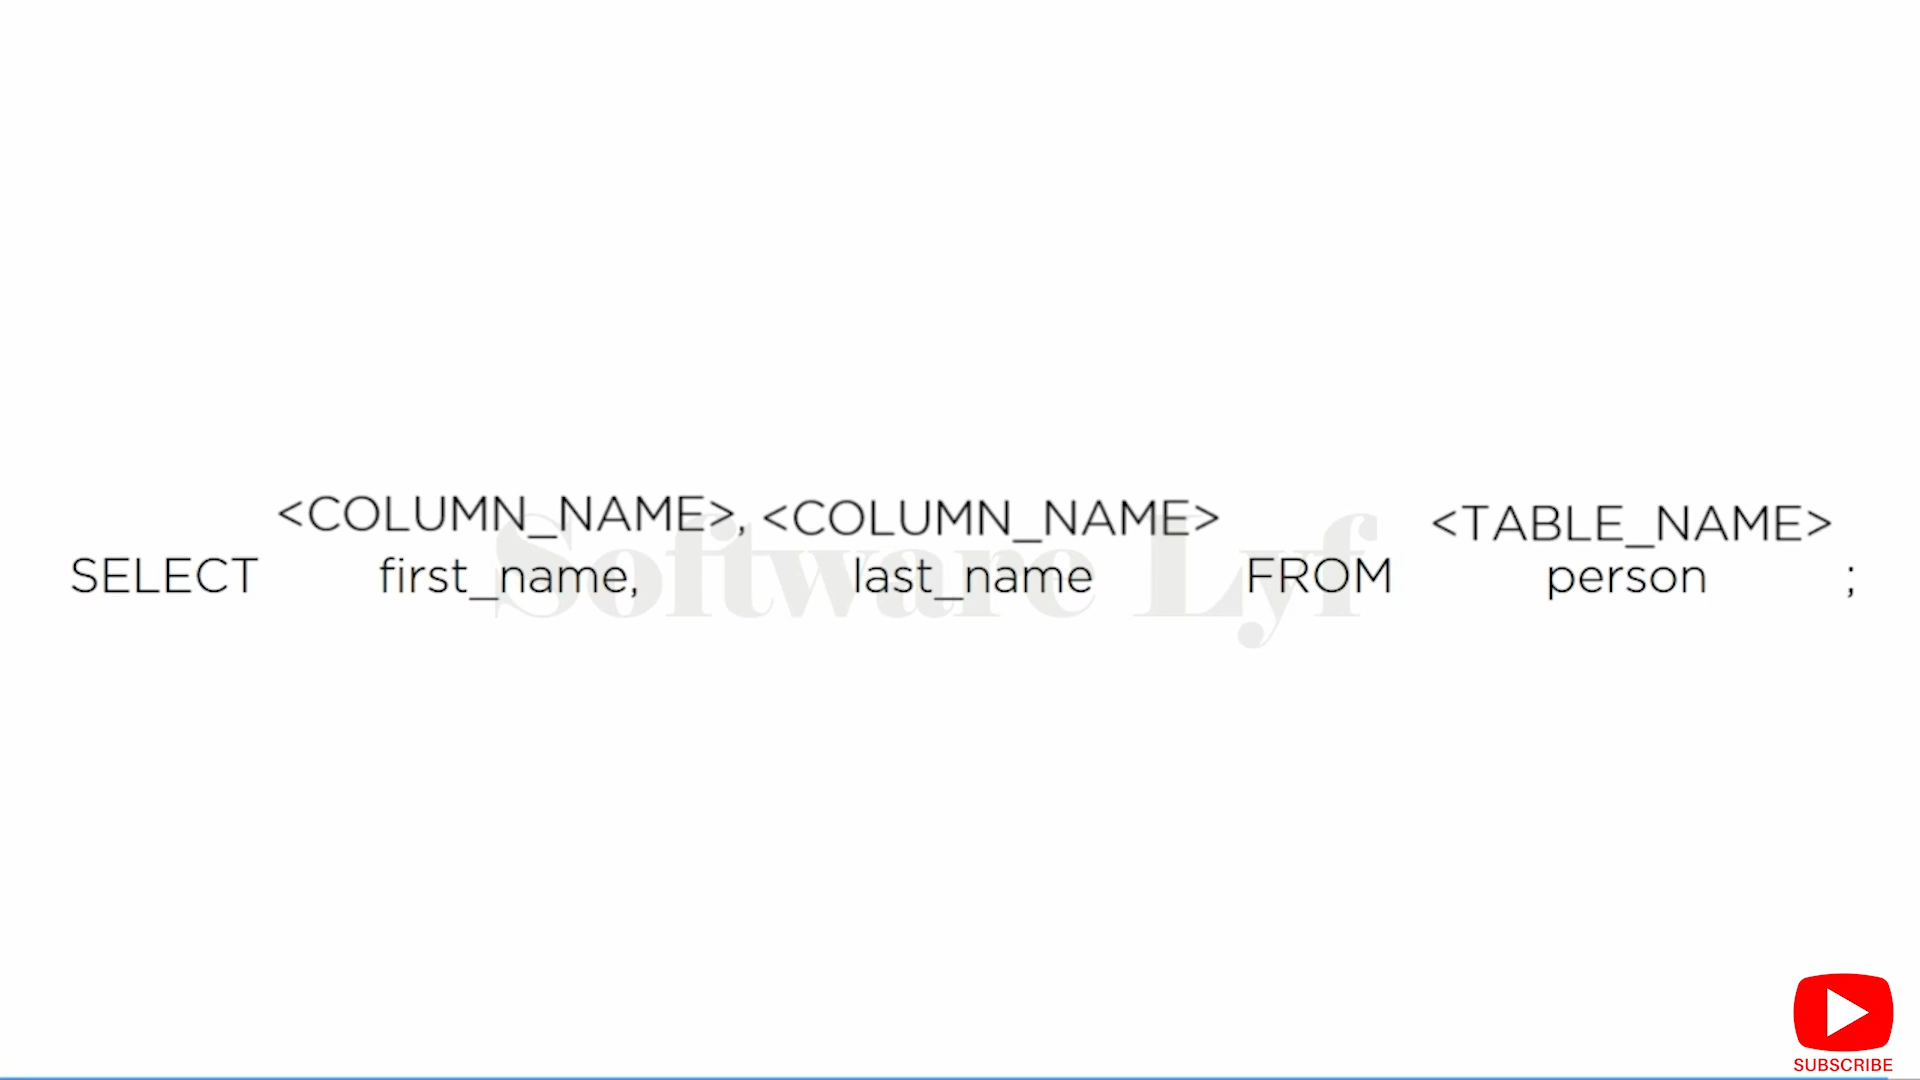 <COLUMN_NAME>, <COLUMN_NAME> <TABLE_NAME>
SELECT first_name, last_name FROM person ;
Software Lyf
SUBSCRIBE